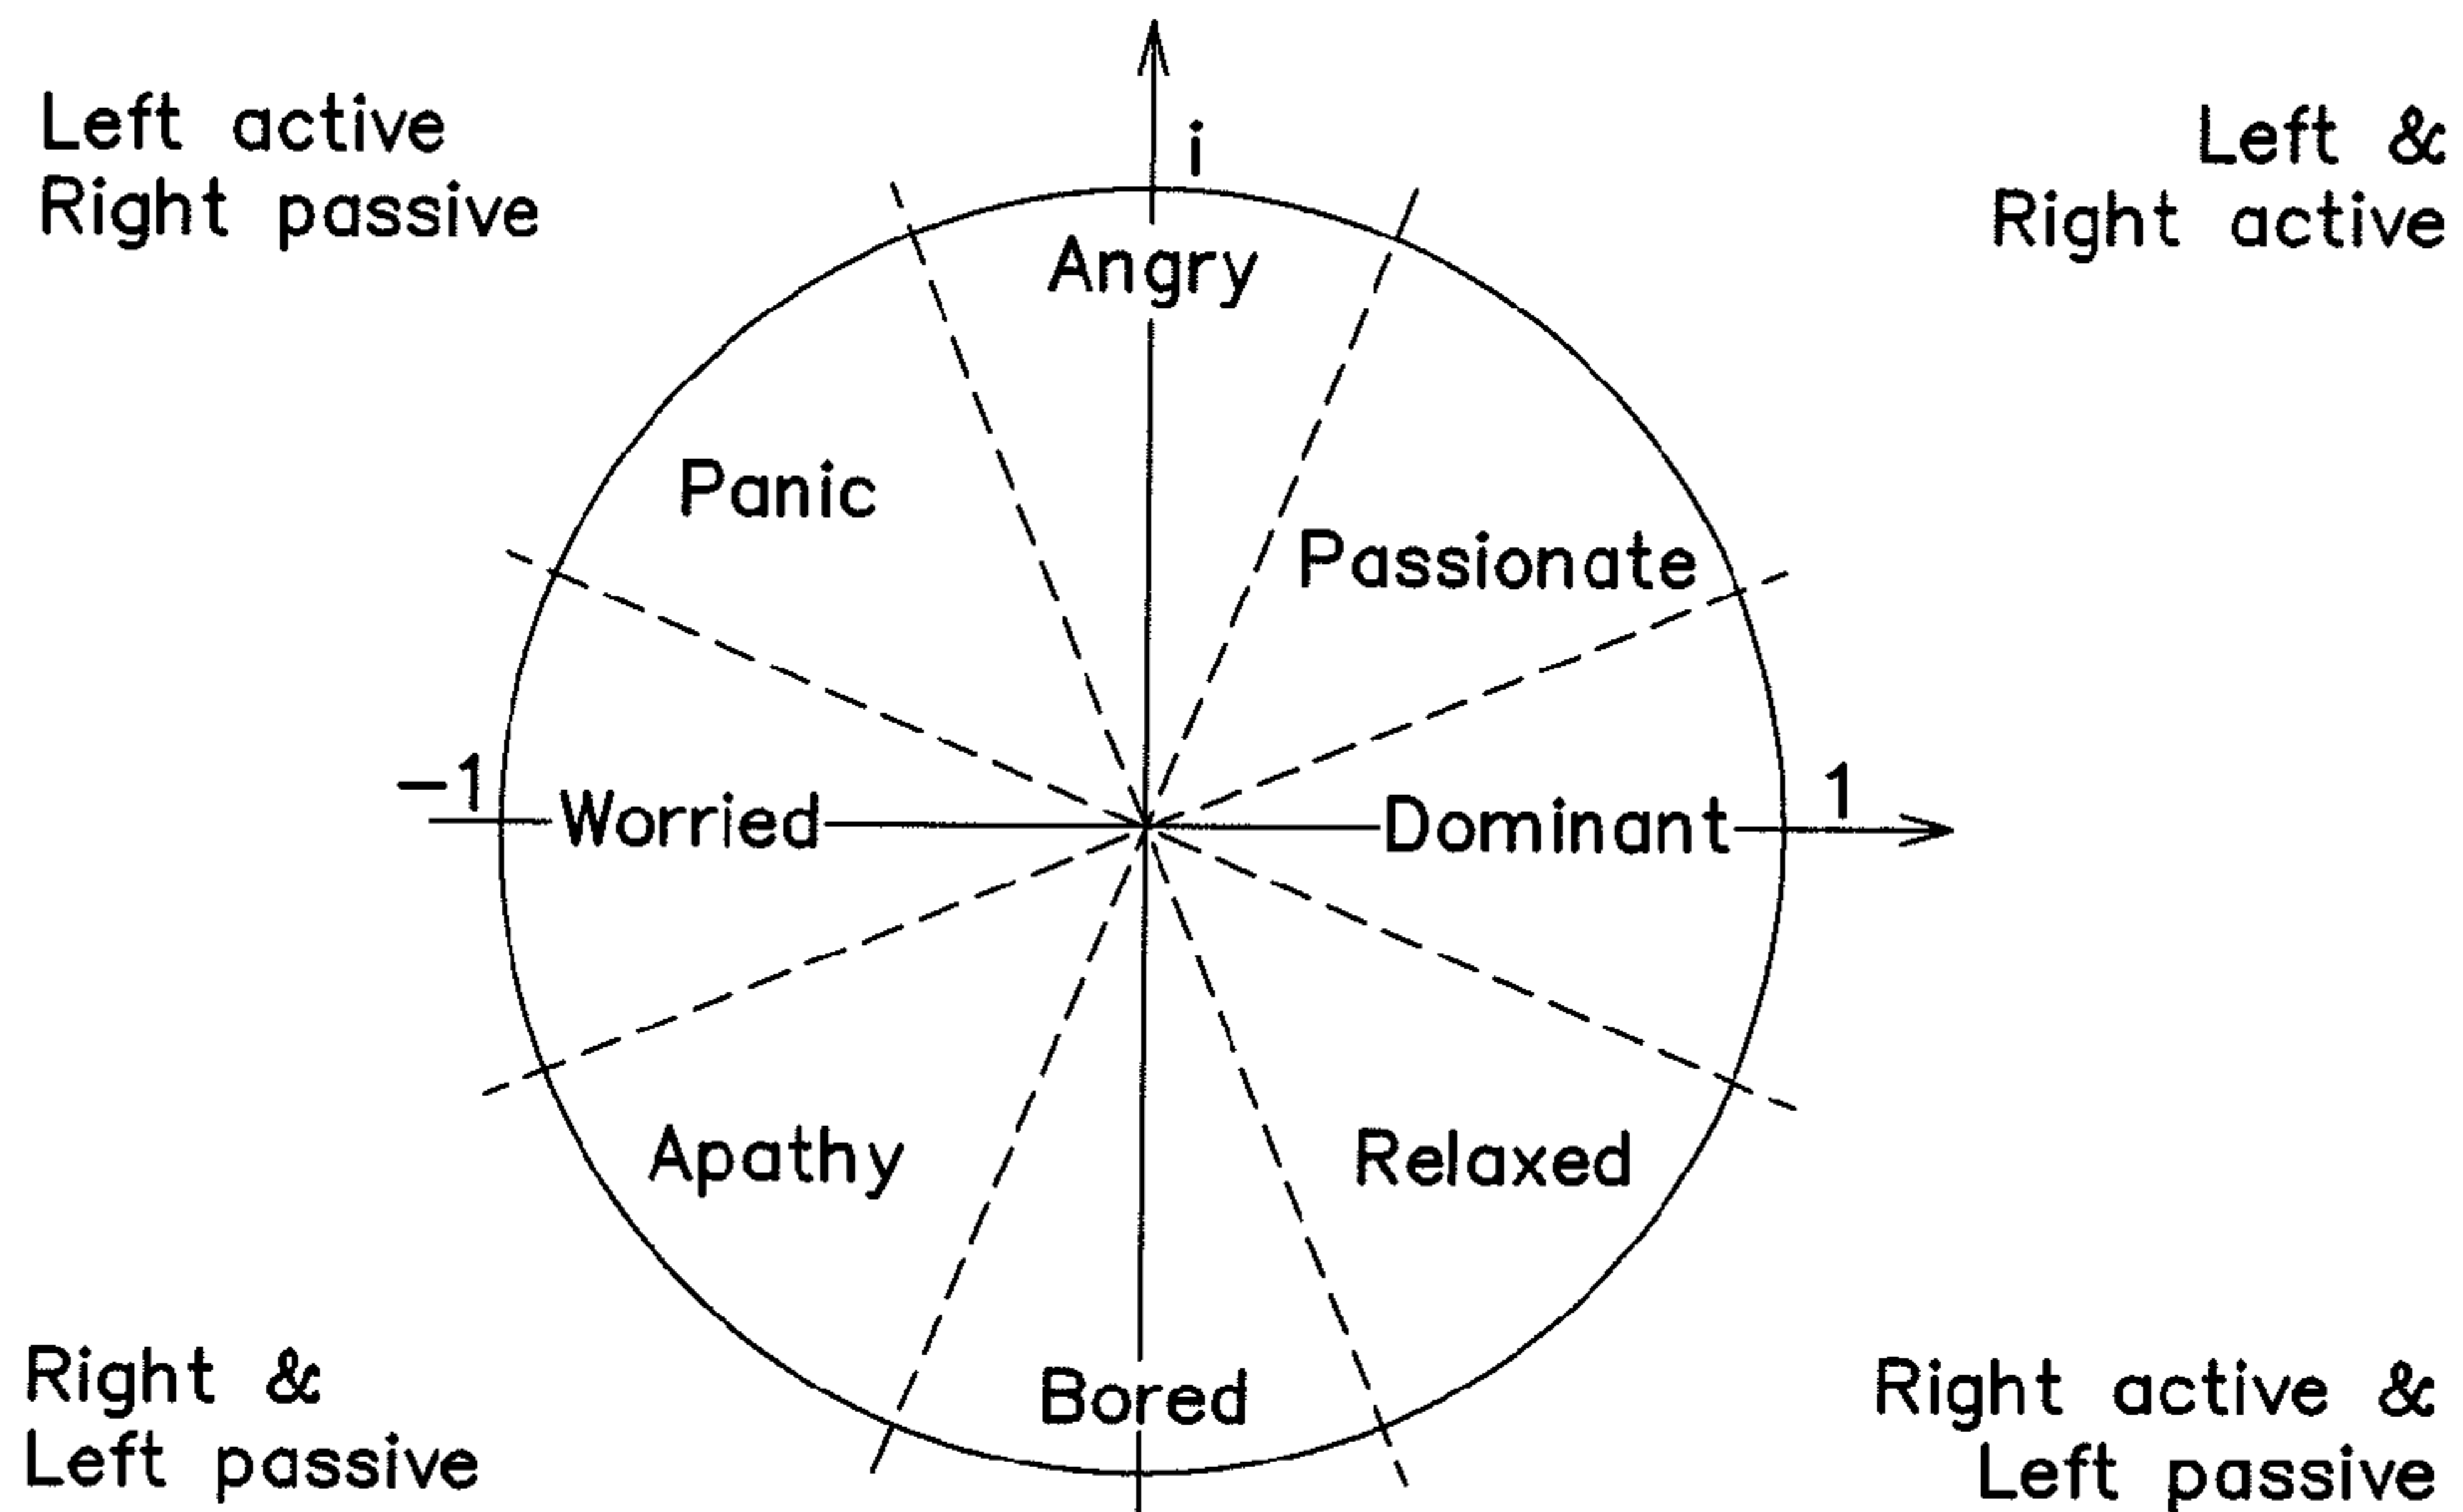 Left active
Right passive
i
Left &
Right active
Angry
Panic
Passionate
-1
Worried
Dominant
1
Apathy
Relaxed
Bored
Right &
Left passive
Right active &
Left passive